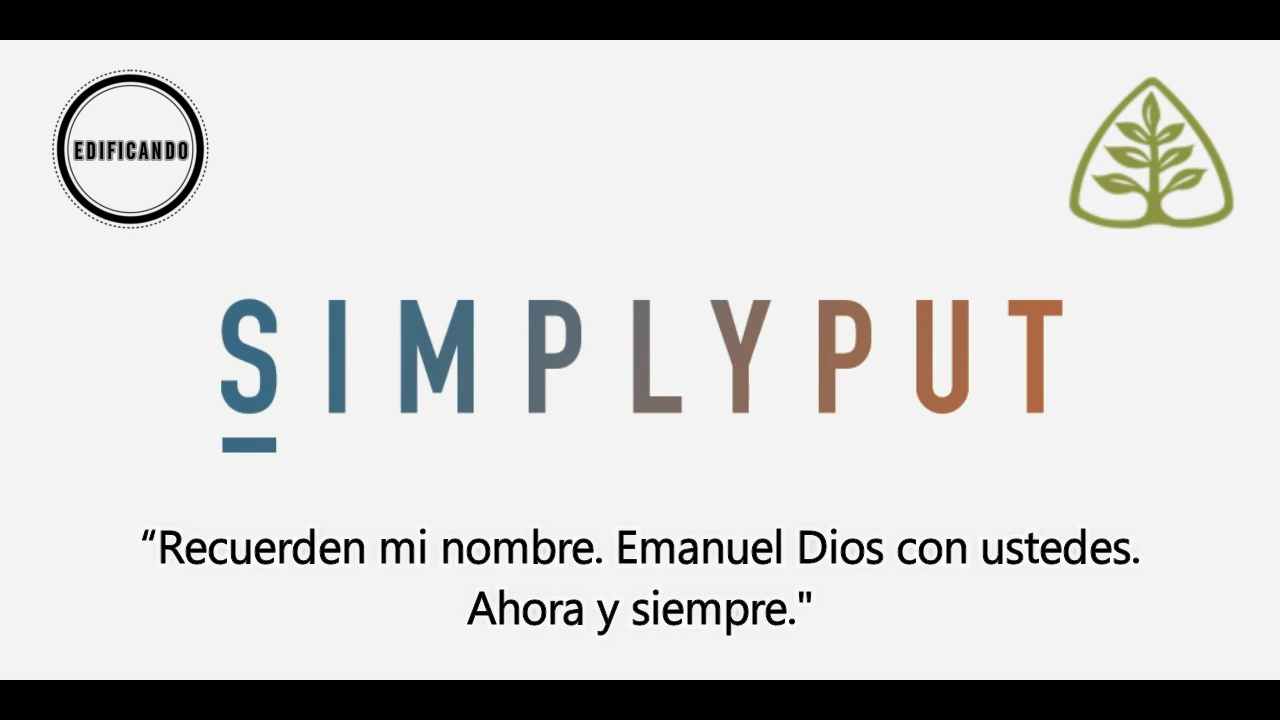 EDIFICANDO
SIMPLYPUT
“Recuerden mi nombre. Emanuel Dios con ustedes.
Ahora y siempre."